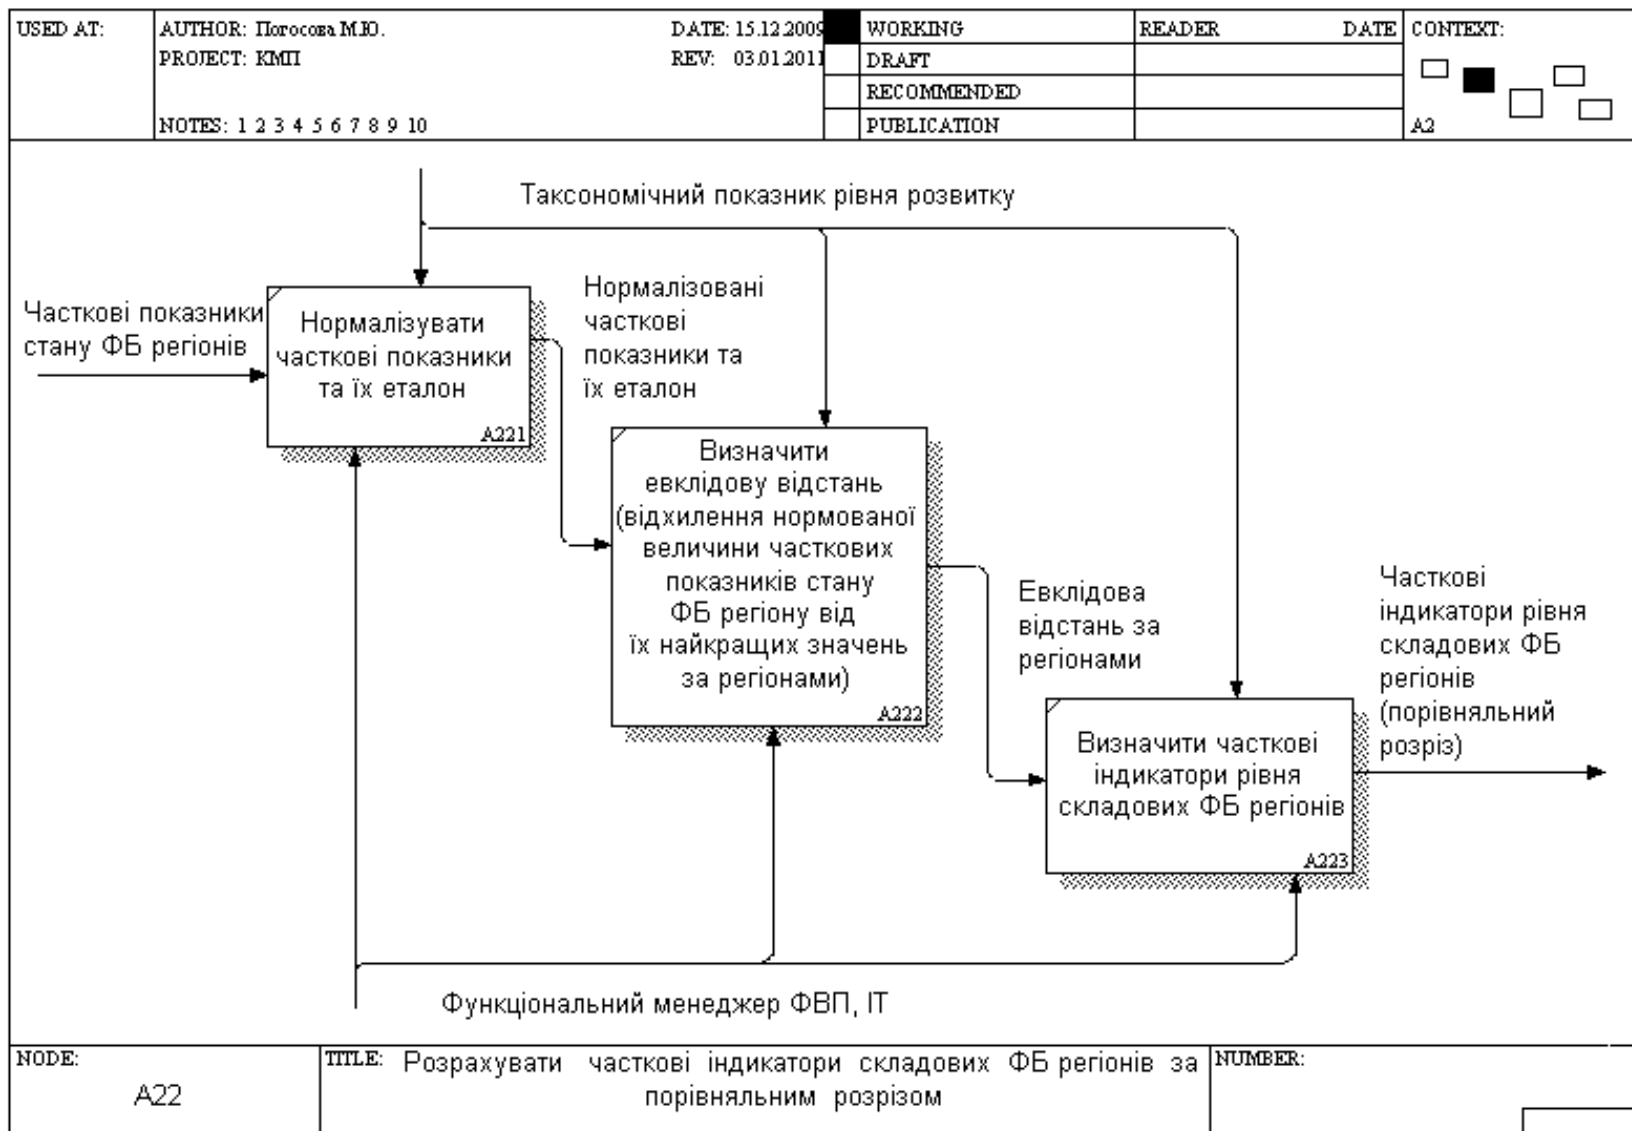 USED AT:
AUTHOR: Погосова М.Ю.
DATE: 15.12.2009
WORKING
READER DATE
CONTEXT:
PROJECT: КМП
REV: 03.01.2011
DRAFT
RECOMMENDED
NOTES: 1 2 3 4 5 6 7 8 9 10
PUBLICATION
A2
Таксономічний показник рівня розвитку
Часткові показники
стану ФБ регіонів
Нормалізувати
часткові показники
та їх еталон
A221
Нормалізовані
часткові
показники та
їх еталон
Визначити
евклідову відстань
(відхилення нормованої
величини часткових
показників стану
ФБ регіону від
їх найкращих значень
за регіонами)
A222
Евклідова
відстань за
регіонами
Визначити часткові
індикатори рівня
складових ФБ регіонів
A223
Часткові
індикатори рівня
складових ФБ
регіонів
(порівняльний
розріз)
Функціональний менеджер ФВП, ІТ
NODE:
A22
TITLE: Розрахувати часткові індикатори складових ФБ регіонів за
порівняльним розрізом
NUMBER: